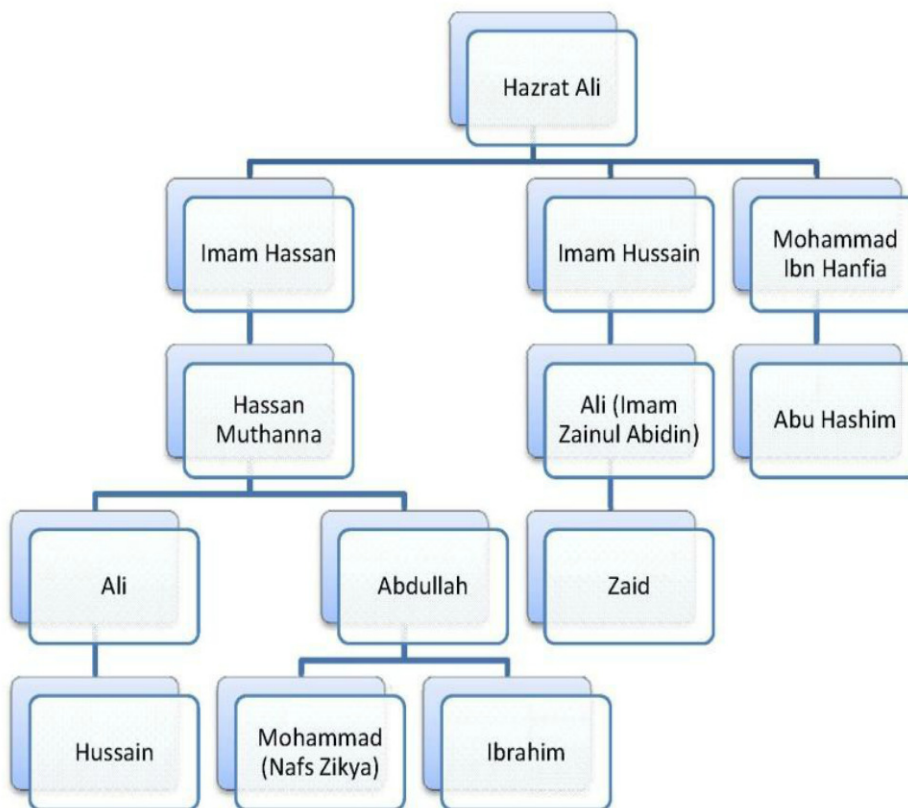 Hazrat Ali
Imam Hassan
Imam Hussain
Mohammad
Ibn Hanfia
Hassan
Muthanna
Ali (Imam
Zainul Abidin)
Abu Hashim
Ali
Abdullah
Zaid
Hussain
Mohammad
(Nafs Zikya)
Ibrahim